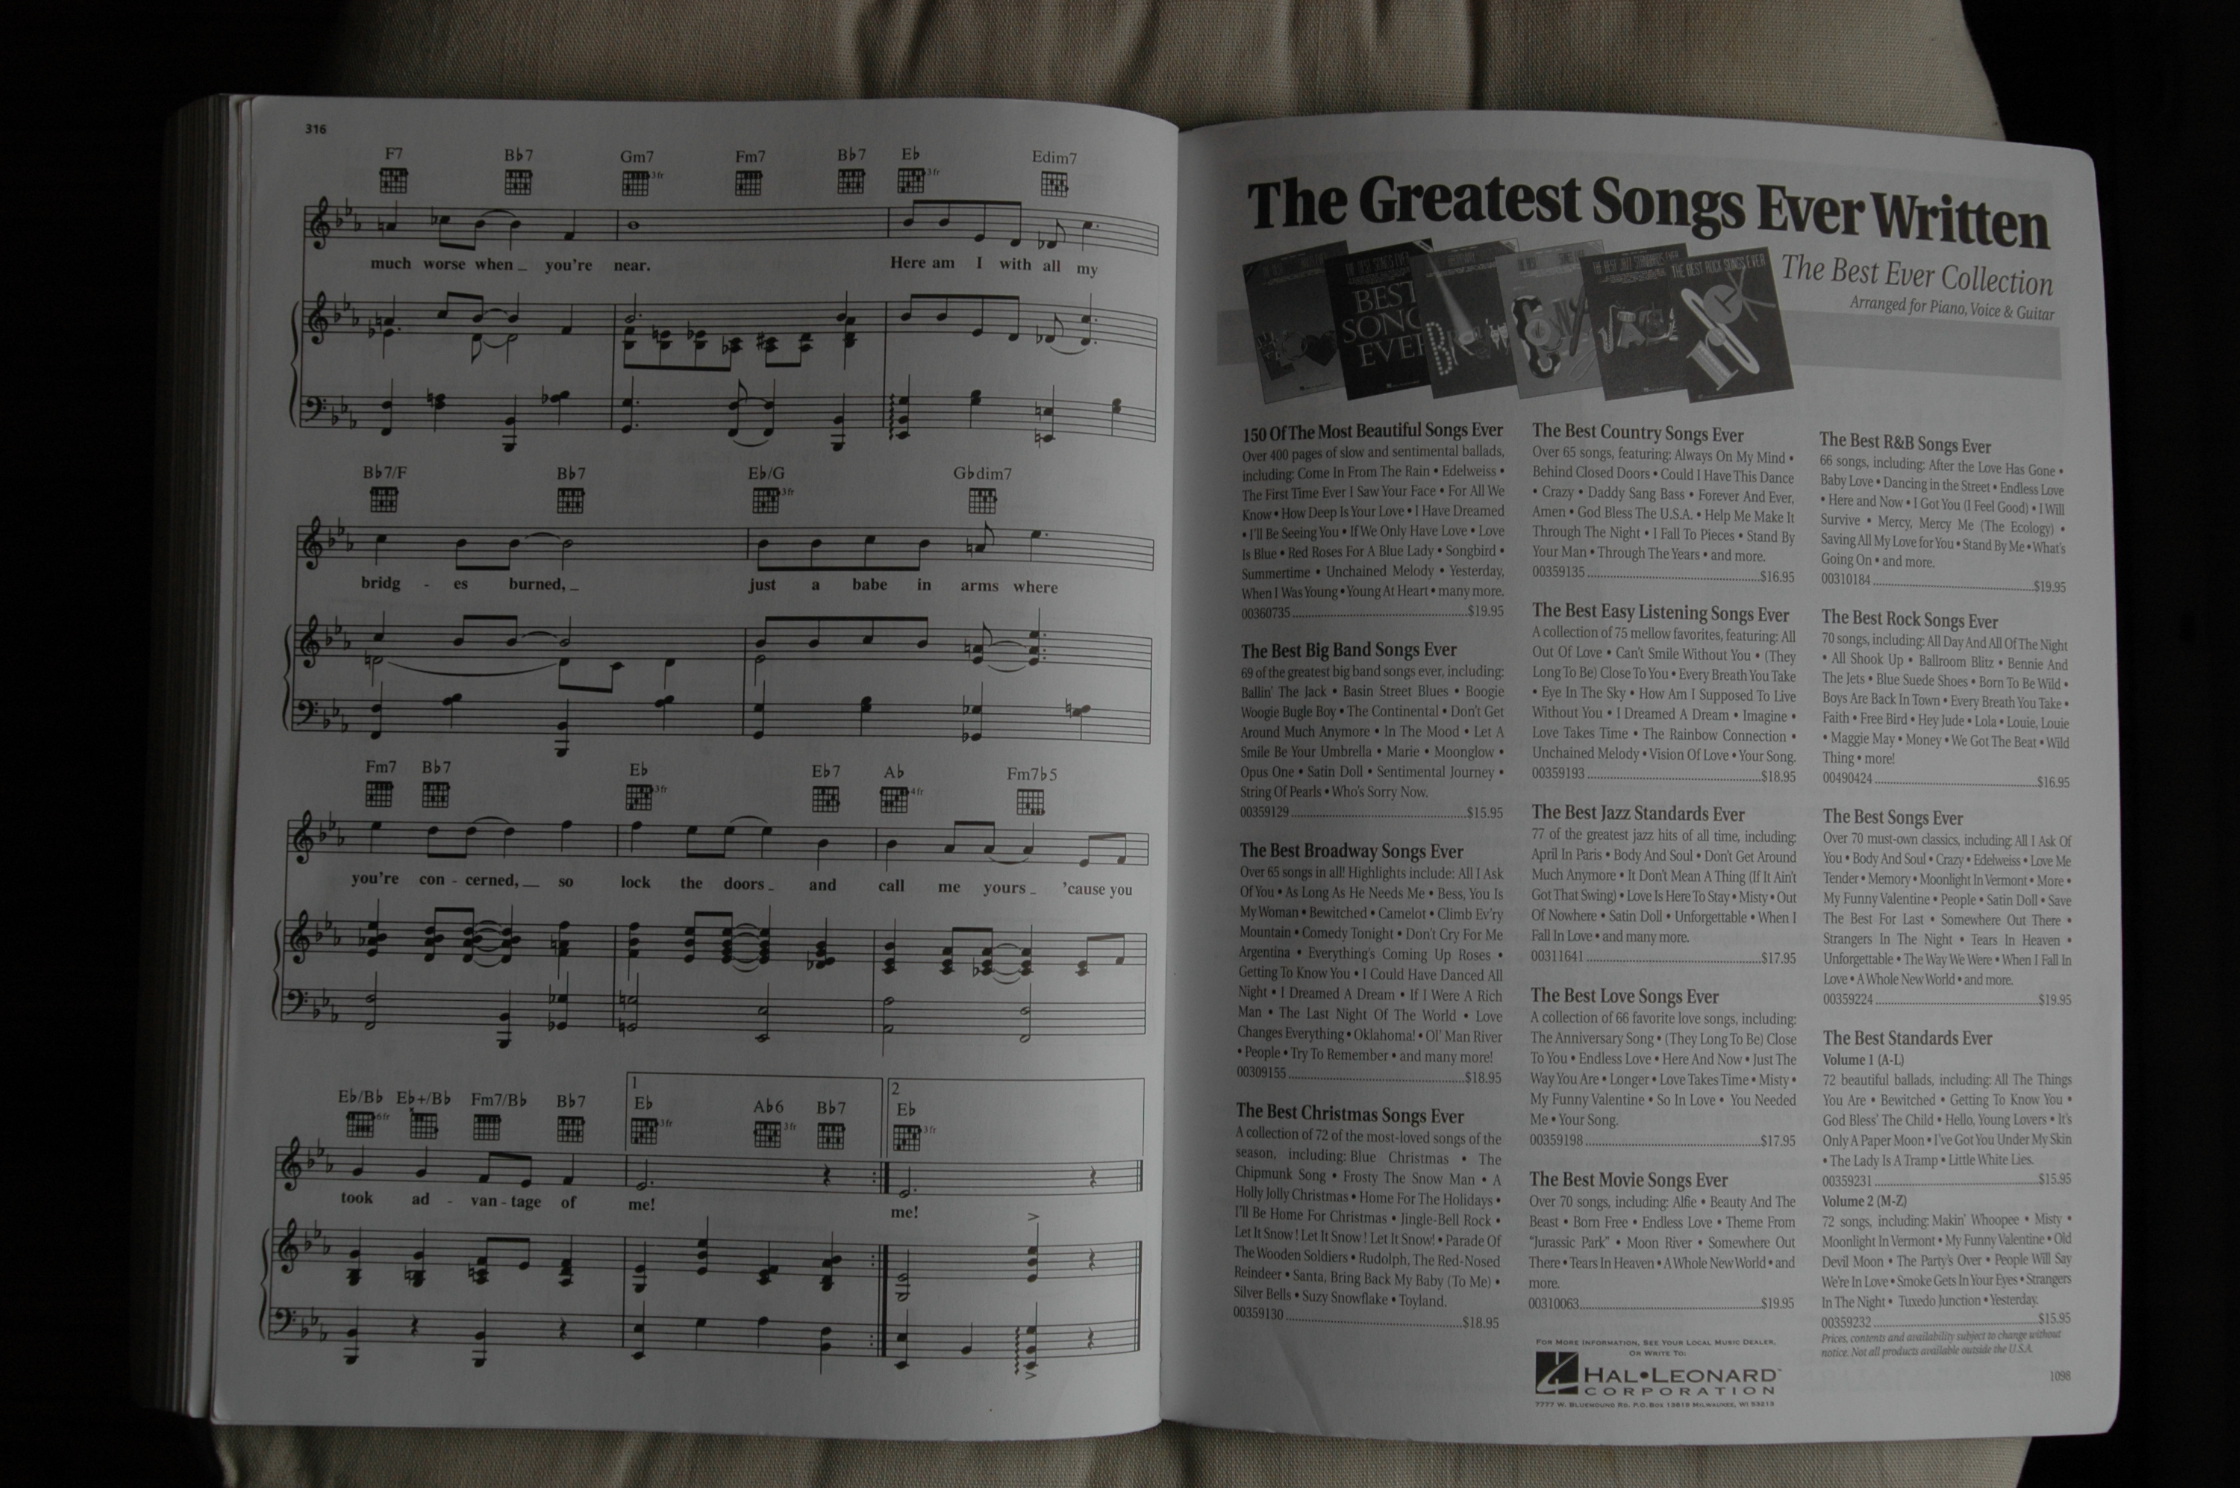 316
F7 B♭7 Gm7 Fm7 B♭7 E♭ Edim7
3fr 3fr
much worse when _ you're near. Here am I with all my
B♭7/F B♭7 E♭/G G♭dim7
3fr
bridg - es burned, _ just a babe in arms where
Fm7 B♭7 E♭ E♭7 A♭ Fm7♭5
3fr 4fr
you're con - cerned, __ so lock the doors _ and call me yours _ 'cause you
1 2
E♭/B♭ E♭+/B♭ Fm7/B♭ B♭7 E♭ A♭6 B♭7 E♭
6fr 3fr 3fr 3fr
took ad - van - tage of me! me!
The Greatest Songs Ever Written
The Best Ever Collection
Arranged for Piano, Voice & Guitar
BEST
SONG
EVER
THE BEST ROCK SONGS EVER
150 Of The Most Beautiful Songs Ever
Over 400 pages of slow and sentimental ballads,
including: Come In From The Rain • Edelweiss •
The First Time Ever I Saw Your Face • For All We
Know • How Deep Is Your Love • I Have Dreamed
• I'll Be Seeing You • If We Only Have Love • Love
Is Blue • Red Roses For A Blue Lady • Songbird •
Summertime • Unchained Melody • Yesterday,
When I Was Young • Young At Heart • many more.
00360735 ........ $19.95
The Best Big Band Songs Ever
69 of the greatest big band songs ever, including:
Ballin' The Jack • Basin Street Blues • Boogie
Woogie Bugle Boy • The Continental • Don't Get
Around Much Anymore • In The Mood • Let A
Smile Be Your Umbrella • Marie • Moonglow •
Opus One • Satin Doll • Sentimental Journey •
String Of Pearls • Who's Sorry Now.
00359129 ........ $15.95
The Best Broadway Songs Ever
Over 65 songs in all! Highlights include: All I Ask
Of You • As Long As He Needs Me • Bess, You Is
My Woman • Bewitched • Camelot • Climb Ev'ry
Mountain • Comedy Tonight • Don't Cry For Me
Argentina • Everything's Coming Up Roses •
Getting To Know You • I Could Have Danced All
Night • I Dreamed A Dream • If I Were A Rich
Man • The Last Night Of The World • Love
Changes Everything • Oklahoma! • Ol' Man River
• People • Try To Remember • and many more!
00309155 ........ $18.95
The Best Christmas Songs Ever
A collection of 72 of the most-loved songs of the
season, including: Blue Christmas • The
Chipmunk Song • Frosty The Snow Man • A
Holly Jolly Christmas • Home For The Holidays •
I'll Be Home For Christmas • Jingle-Bell Rock •
Let It Snow! Let It Snow! Let It Snow! • Parade Of
The Wooden Soldiers • Rudolph, The Red-Nosed
Reindeer • Santa, Bring Back My Baby (To Me) •
Silver Bells • Suzy Snowflake • Toyland.
00359130 ........ $18.95
The Best Country Songs Ever
Over 65 songs, featuring: Always On My Mind •
Behind Closed Doors • Could I Have This Dance
• Crazy • Daddy Sang Bass • Forever And Ever,
Amen • God Bless The U.S.A. • Help Me Make It
Through The Night • I Fall To Pieces • Stand By
Your Man • Through The Years • and more.
00359135 ........ $16.95
The Best Easy Listening Songs Ever
A collection of 75 mellow favorites, featuring: All
Out Of Love • Can't Smile Without You • (They
Long To Be) Close To You • Every Breath You Take
• Eye In The Sky • How Am I Supposed To Live
Without You • I Dreamed A Dream • Imagine •
Love Takes Time • The Rainbow Connection •
Unchained Melody • Vision Of Love • Your Song.
00359193 ........ $18.95
The Best Jazz Standards Ever
77 of the greatest jazz hits of all time, including:
April In Paris • Body And Soul • Don't Get Around
Much Anymore • It Don't Mean A Thing (If It Ain't
Got That Swing) • Love Is Here To Stay • Misty • Out
Of Nowhere • Satin Doll • Unforgettable • When I
Fall In Love • and many more.
00311641 ........ $17.95
The Best Love Songs Ever
A collection of 66 favorite love songs, including:
The Anniversary Song • (They Long To Be) Close
To You • Endless Love • Here And Now • Just The
Way You Are • Longer • Love Takes Time • Misty •
My Funny Valentine • So In Love • You Needed
Me • Your Song.
00359198 ........ $17.95
The Best Movie Songs Ever
Over 70 songs, including: Alfie • Beauty And The
Beast • Born Free • Endless Love • Theme From
"Jurassic Park" • Moon River • Somewhere Out
There • Tears In Heaven • A Whole New World • and
more.
00310063 ........ $19.95
FOR MORE INFORMATION, SEE YOUR LOCAL MUSIC DEALER,
OR WRITE TO:
HAL•LEONARD™
CORPORATION
7777 W. BLUEMOUND RD. P.O. BOX 13819 MILWAUKEE, WI 53213
The Best R&B Songs Ever
66 songs, including: After the Love Has Gone •
Baby Love • Dancing in the Street • Endless Love
• Here and Now • I Got You (I Feel Good) • I Will
Survive • Mercy, Mercy Me (The Ecology) •
Saving All My Love for You • Stand By Me • What's
Going On • and more.
00310184 ........ $19.95
The Best Rock Songs Ever
70 songs, including: All Day And All Of The Night
• All Shook Up • Ballroom Blitz • Bennie And
The Jets • Blue Suede Shoes • Born To Be Wild •
Boys Are Back In Town • Every Breath You Take •
Faith • Free Bird • Hey Jude • Lola • Louie, Louie
• Maggie May • Money • We Got The Beat • Wild
Thing • more!
00490424 ........ $16.95
The Best Songs Ever
Over 70 must-own classics, including: All I Ask Of
You • Body And Soul • Crazy • Edelweiss • Love Me
Tender • Memory • Moonlight In Vermont • More •
My Funny Valentine • People • Satin Doll • Save
The Best For Last • Somewhere Out There •
Strangers In The Night • Tears In Heaven •
Unforgettable • The Way We Were • When I Fall In
Love • A Whole New World • and more.
00359224 ........ $19.95
The Best Standards Ever
Volume 1 (A-L)
72 beautiful ballads, including: All The Things
You Are • Bewitched • Getting To Know You •
God Bless' The Child • Hello, Young Lovers • It's
Only A Paper Moon • I've Got You Under My Skin
• The Lady Is A Tramp • Little White Lies.
00359231 ........ $15.95
Volume 2 (M-Z)
72 songs, including: Makin' Whoopee • Misty •
Moonlight In Vermont • My Funny Valentine • Old
Devil Moon • The Party's Over • People Will Say
We're In Love • Smoke Gets In Your Eyes • Strangers
In The Night • Tuxedo Junction • Yesterday.
00359232 ........ $15.95
Prices, contents and availability subject to change without
notice. Not all products available outside the U.S.A.
1098